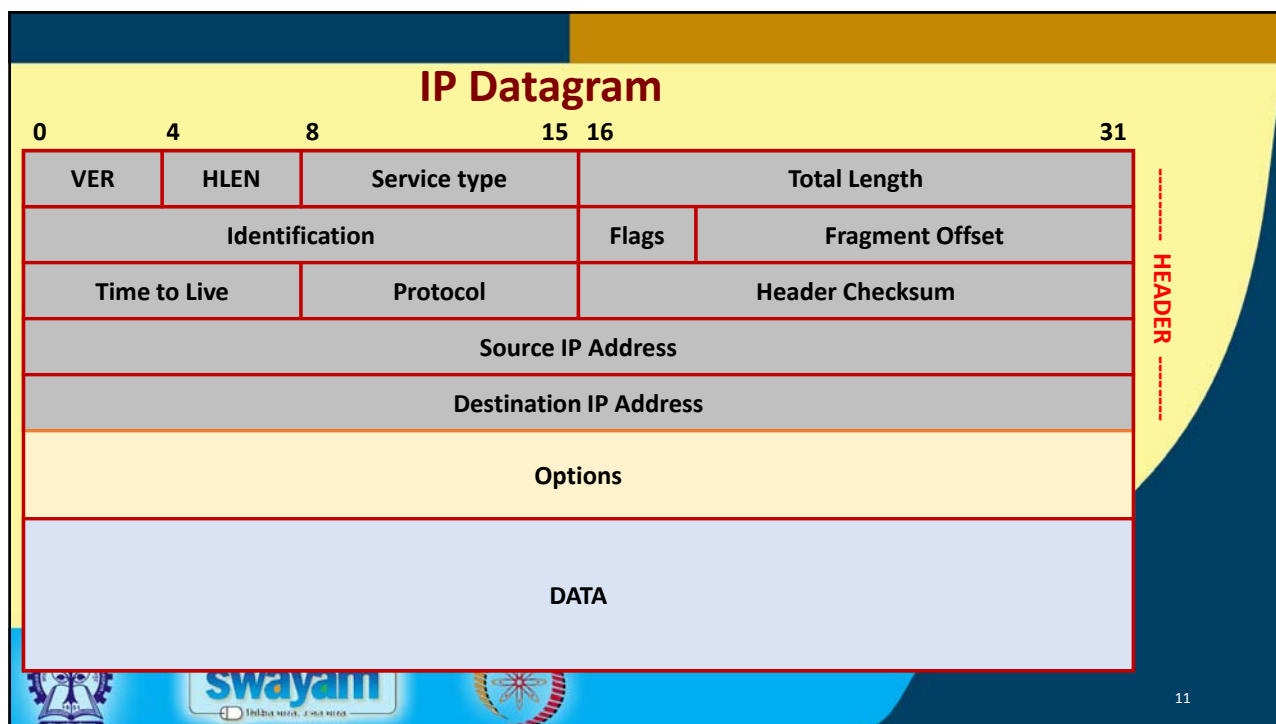 IP Datagram
0 4 8 15 16 31
VER HLEN Service type Total Length
Identification Flags Fragment Offset
Time to Live Protocol Header Checksum
Source IP Address
Destination IP Address
Options
DATA
HEADER
swayam
11